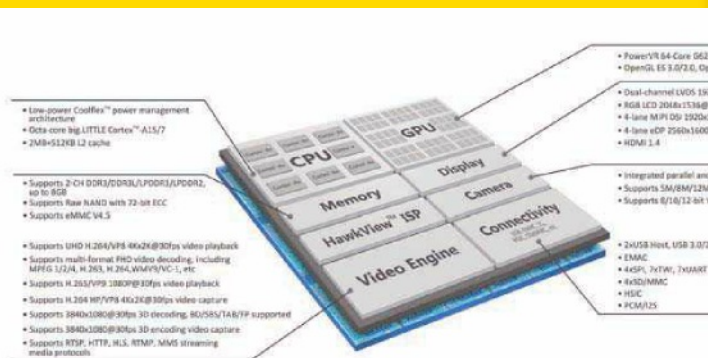 • Low-power Coolflex™ power management
architecture
• Octa-core big.LITTLE Cortex™-A15/7
• 2MB+512KB L2 cache
• Supports 2-CH DDR3/DDR3L/LPDDR3/LPDDR2,
up to 8GB
• Supports Raw NAND with 72-bit ECC
• Supports eMMC V4.5
• Supports UHD H.264/VP8 4Kx2K@30fps video playback
• Supports multi-format FHD video decoding, including
MPEG 1/2/4, H.263, H.264,WMV9/VC-1, etc
• Supports H.265/VP9 1080P@30fps video playback
• Supports H.264 HP/VP8 4Kx2K@30fps video capture
• Supports 3840x1080@30fps 3D decoding, BD/SBS/TAB/FP supported
• Supports 3840x1080@30fps 3D encoding video capture
• Supports RTSP, HTTP, HLS, RTMP, MMS streaming
media protocols
CPU
GPU
Memory
Display
HawkView™ ISP
Camera
Video Engine
Connectivity
• PowerVR 64-Core G62
• OpenGL ES 3.0/2.0, Op
• Dual-channel LVDS 19
• RGB LCD 2048x1536@
• 4-lane MIPI DSI 1920x
• 4-lane eDP 2560x1600
• HDMI 1.4
• Integrated parallel and
• Supports 5M/8M/12M
• Supports 8/10/12-bit
• 2xUSB Host, USB 3.0/2
• EMAC
• 4xSPI, 7xTWI, 7xUART
• 4xSD/MMC
• HSIC
• PCM/I2S